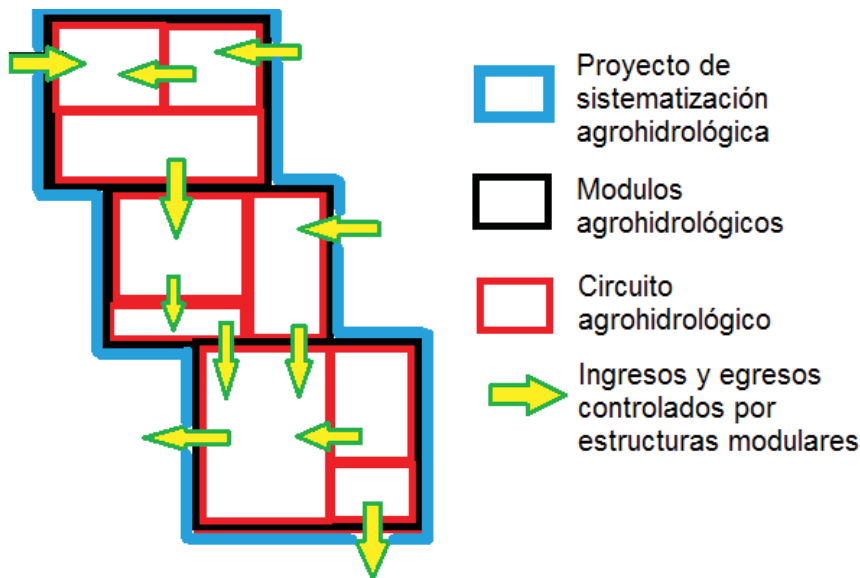 Proyecto de
sistematización
agrohidrológica
Modulos
agrohidrológicos
Circuito
agrohidrológico
Ingresos y egresos
controlados por
estructuras modulares